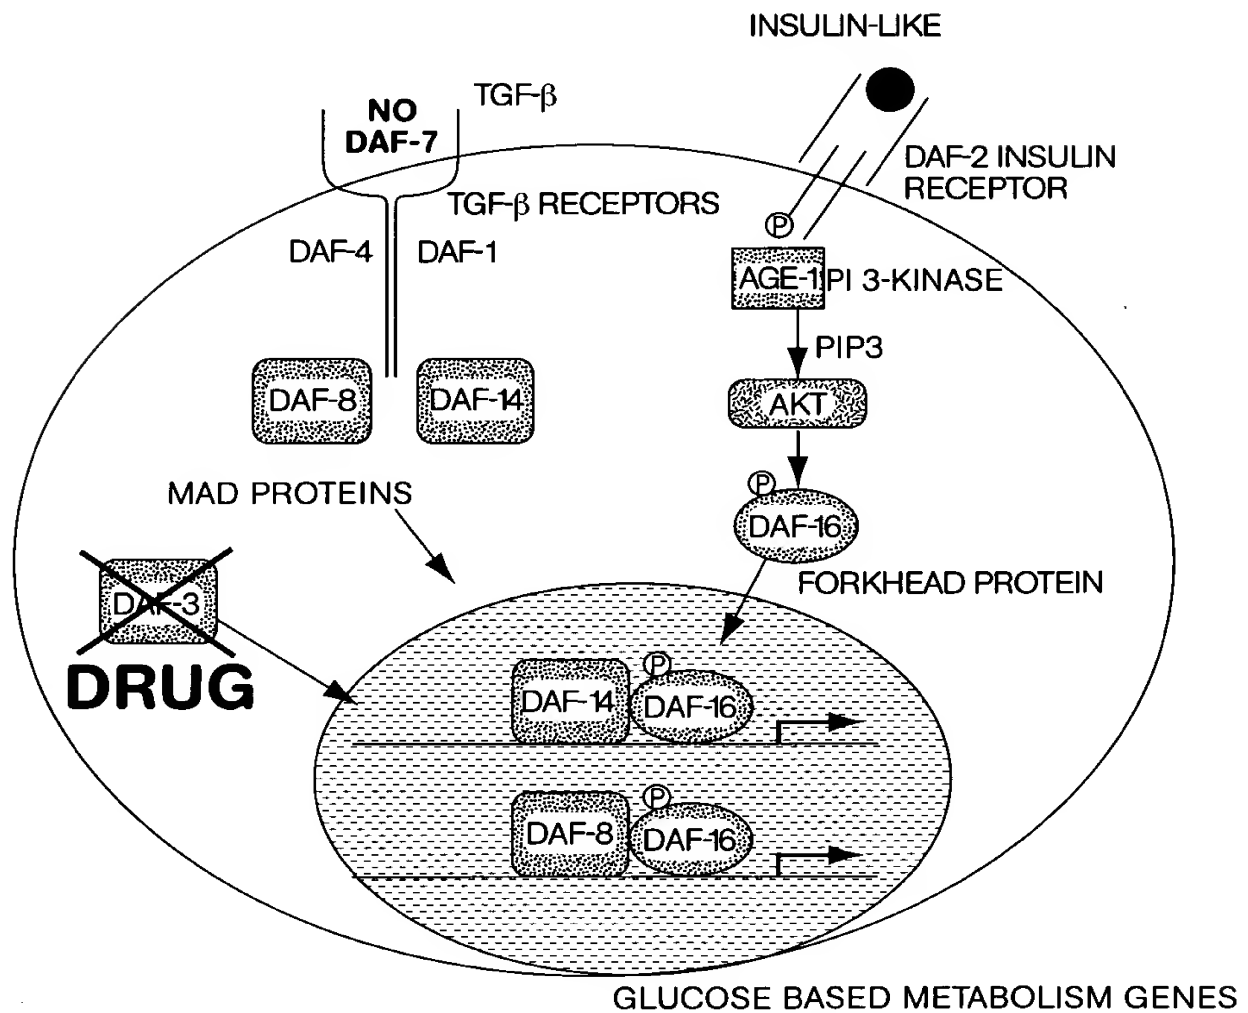 INSULIN-LIKE
TGF-β
NO
DAF-7
DAF-2 INSULIN
RECEPTOR
TGF-β RECEPTORS
P
DAF-4
DAF-1
AGE-1
PI 3-KINASE
PIP3
DAF-8
DAF-14
AKT
MAD PROTEINS
P
DAF-16
FORKHEAD PROTEIN
DAF-3
DRUG
P
DAF-14
DAF-16
P
DAF-8
DAF-16
GLUCOSE BASED METABOLISM GENES